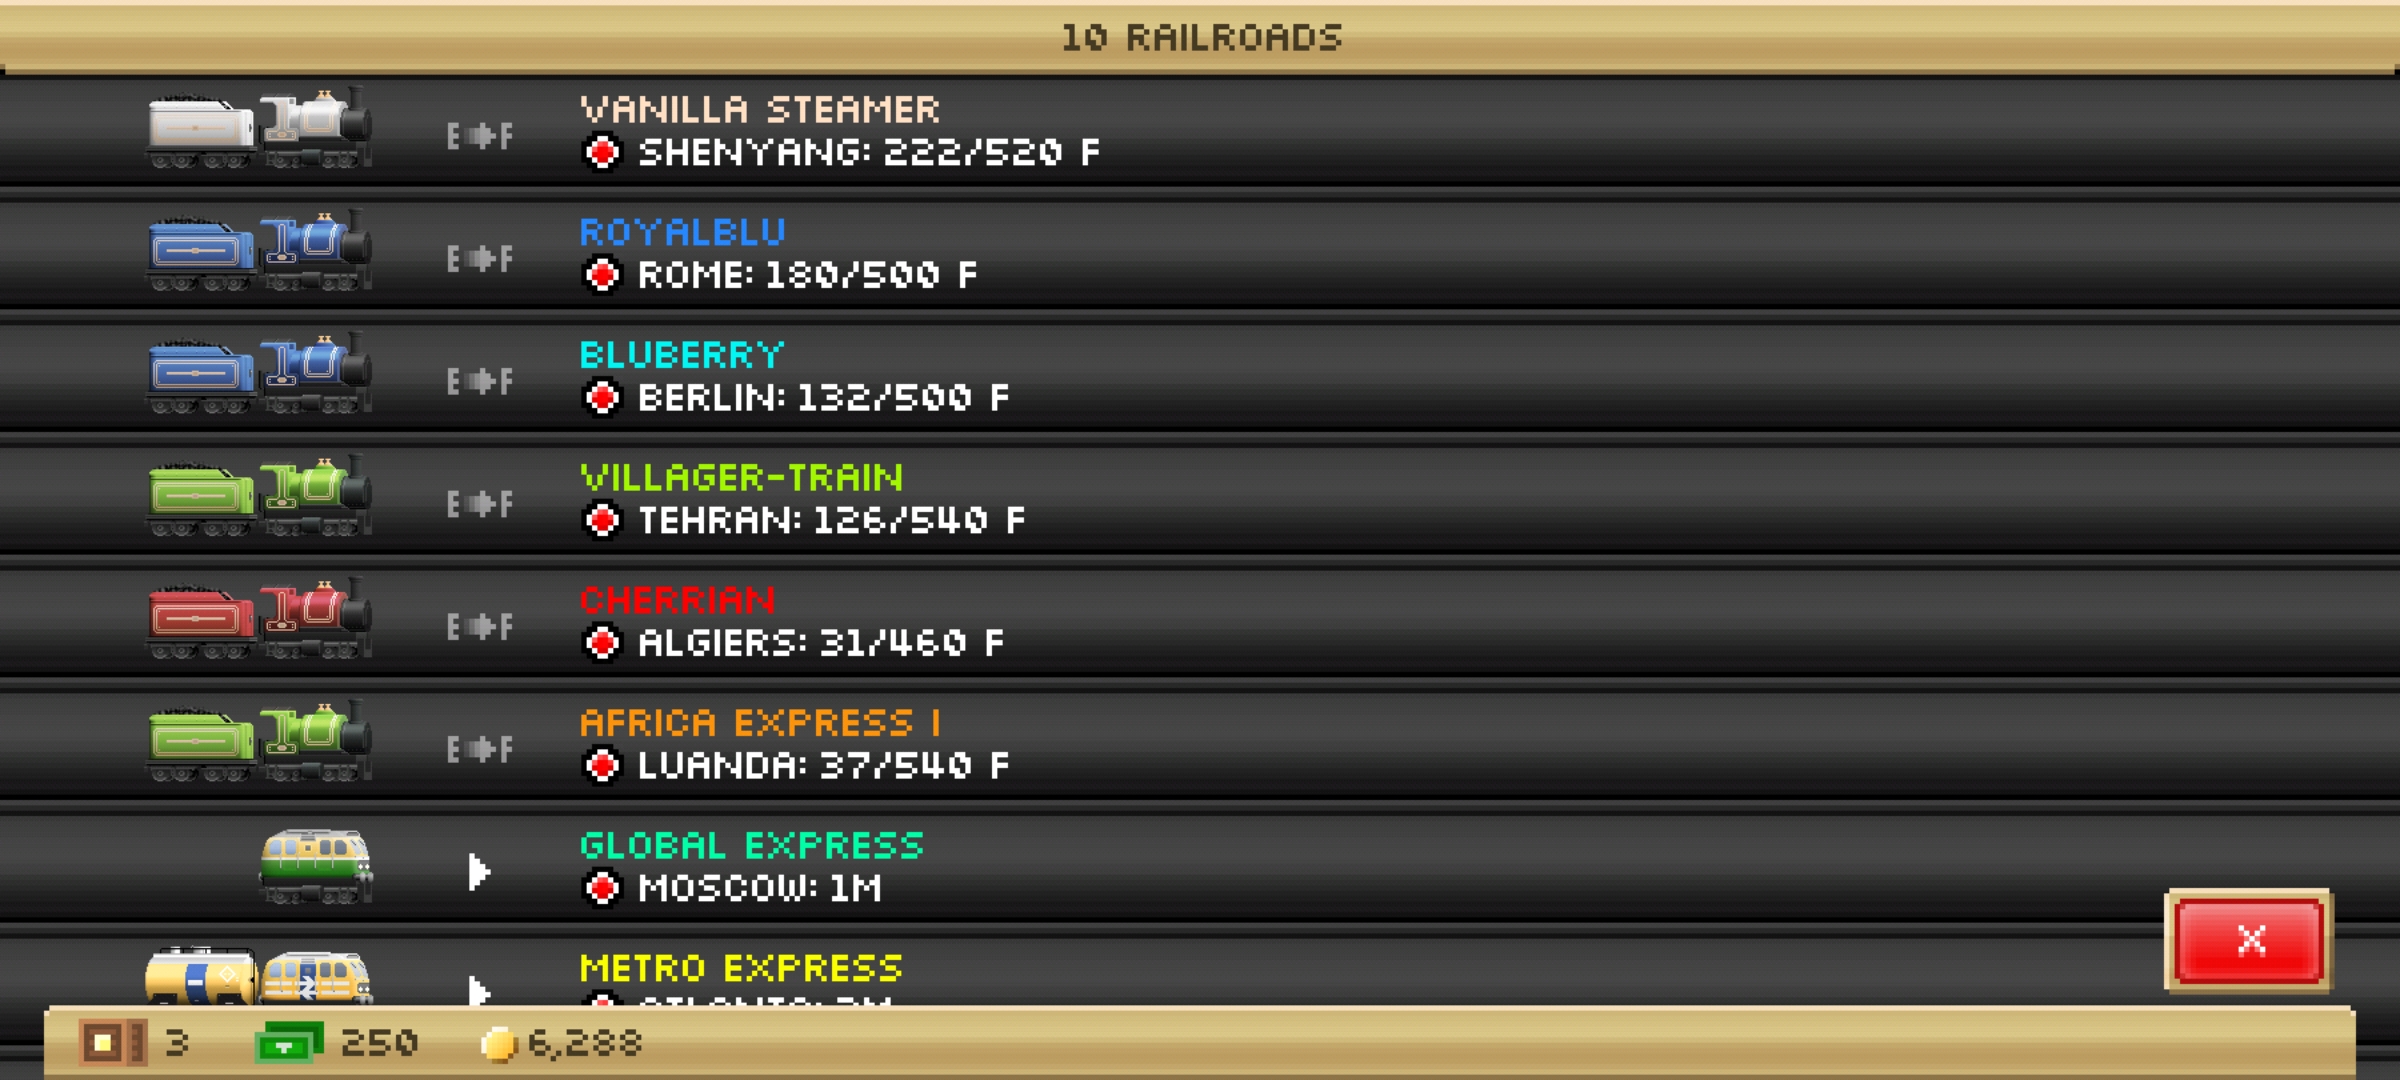 10 RAILROADS
VANILLA STEAMER
E F
SHENYANG: 222/520 F
ROYALBLU
E F
ROME: 180/500 F
BLUBERRY
E F
BERLIN: 132/500 F
VILLAGER-TRAIN
E F
TEHRAN: 126/540 F
CHERRIAN
E F
ALGIERS: 31/460 F
AFRICA EXPRESS I
E F
LUANDA: 37/540 F
GLOBAL EXPRESS
MOSCOW: 1M
METRO EXPRESS
X
3 250 6,288